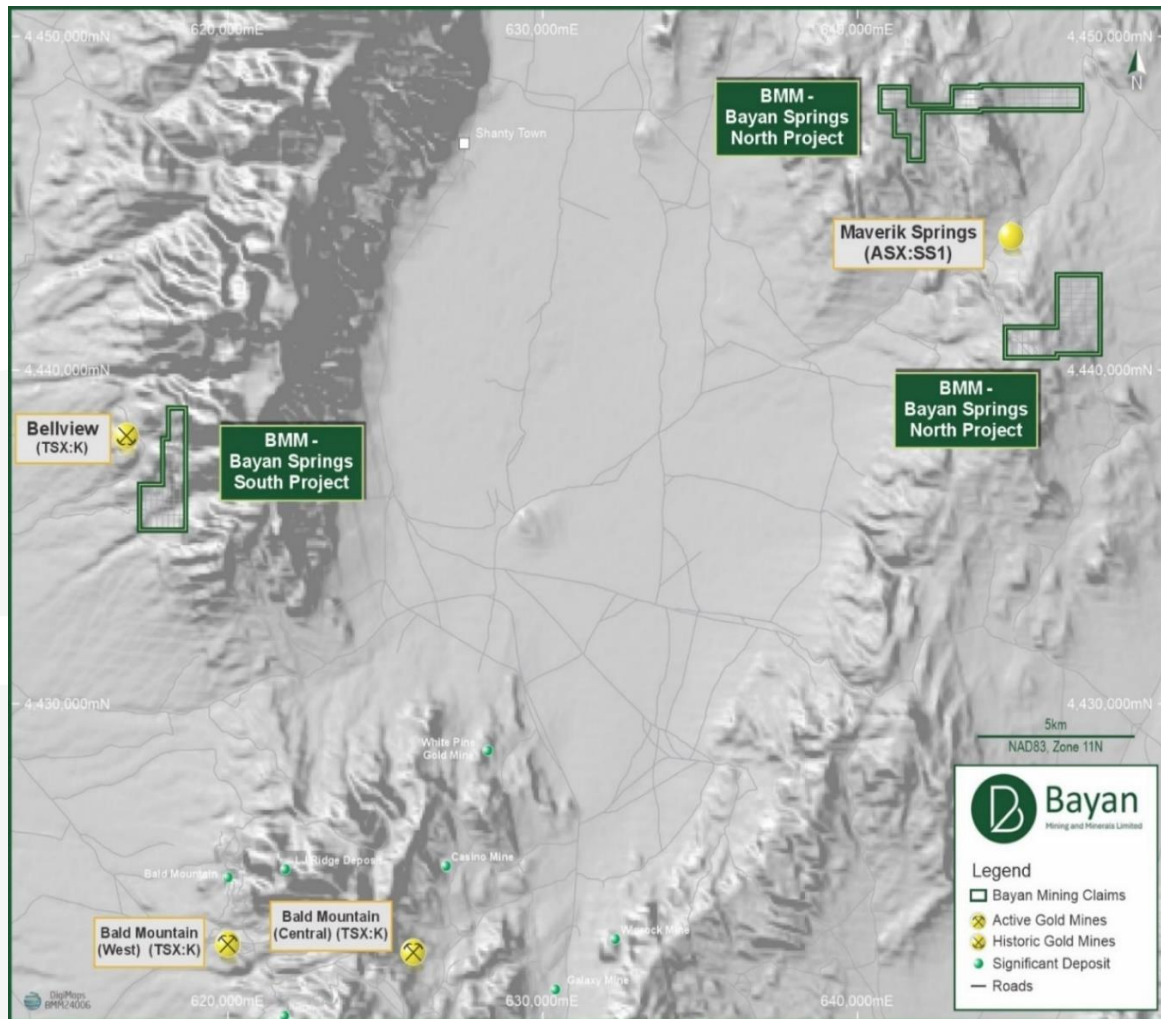 620,000mE
630,000mE
640,000mE
4,450,000mN
4,450,000mN
N
BMM -
Bayan Springs
North Project
Shanty Town
Maverik Springs
(ASX:SS1)
4,440,000mN
4,440,000mN
BMM -
Bayan Springs
North Project
Bellview
(TSX:K)
BMM -
Bayan Springs
South Project
4,430,000mN
4,430,000mN
5km
NAD83, Zone 11N
White Pine
Gold Mine
LJ Ridge Deposit
Casino Mine
Bald Mountain
Bald Mountain
(West) (TSX:K)
Bald Mountain
(Central) (TSX:K)
Winrock Mine
Galaxy Mine
Bayan
Mining and Minerals Limited
Legend
Bayan Mining Claims
Active Gold Mines
Historic Gold Mines
Significant Deposit
Roads
DigiMaps
BMM24006
620,000mE
630,000mE
640,000mE